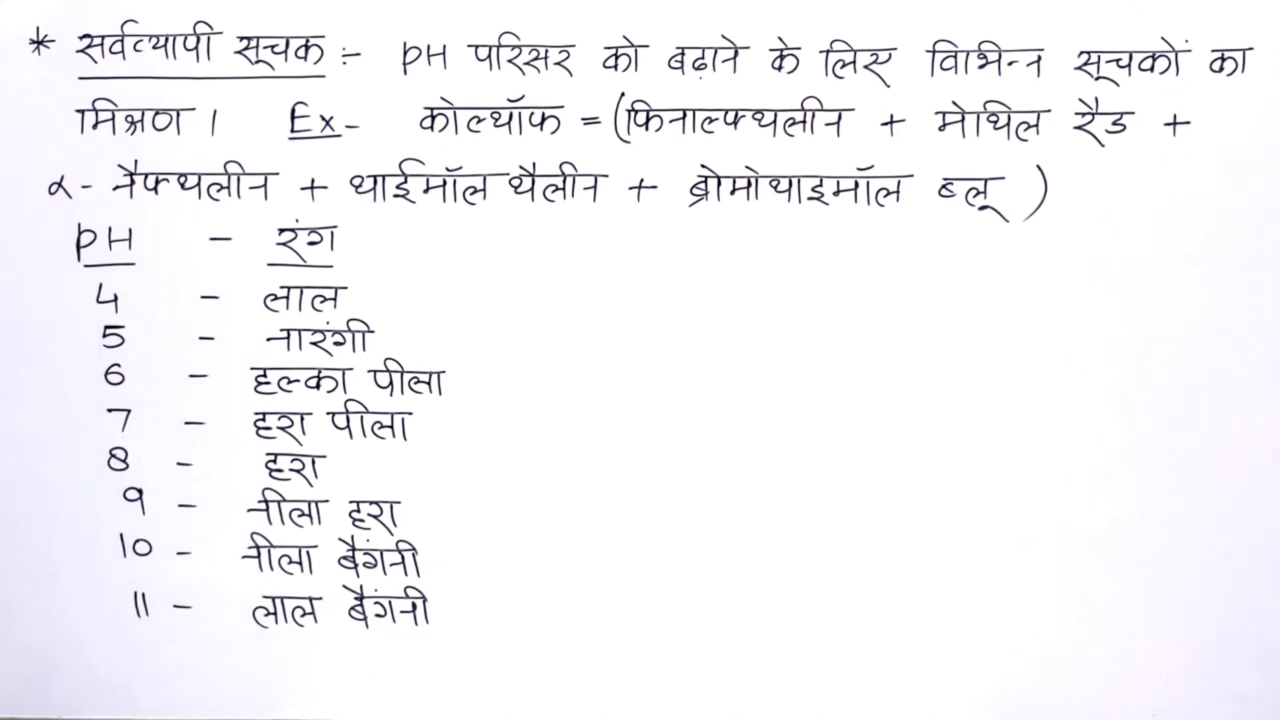 * सर्वव्यापी सूचक :- pH परिसर को बढ़ाने के लिए विभिन्न सूचकों का
मिश्रण । Ex- कोल्थॉफ = (फिनाल्फ्थलीन + मेथिल रैड +
α- नैफ्थलीन + थाईमॉल थैलीन + ब्रोमोथाइमॉल ब्लू )
pH - रंग
4 - लाल
5 - नारंगी
6 - हल्का पीला
7 - हरा पीला
8 - हरा
9 - नीला हरा
10 - नीला बैंगनी
11 - लाल बैंगनी